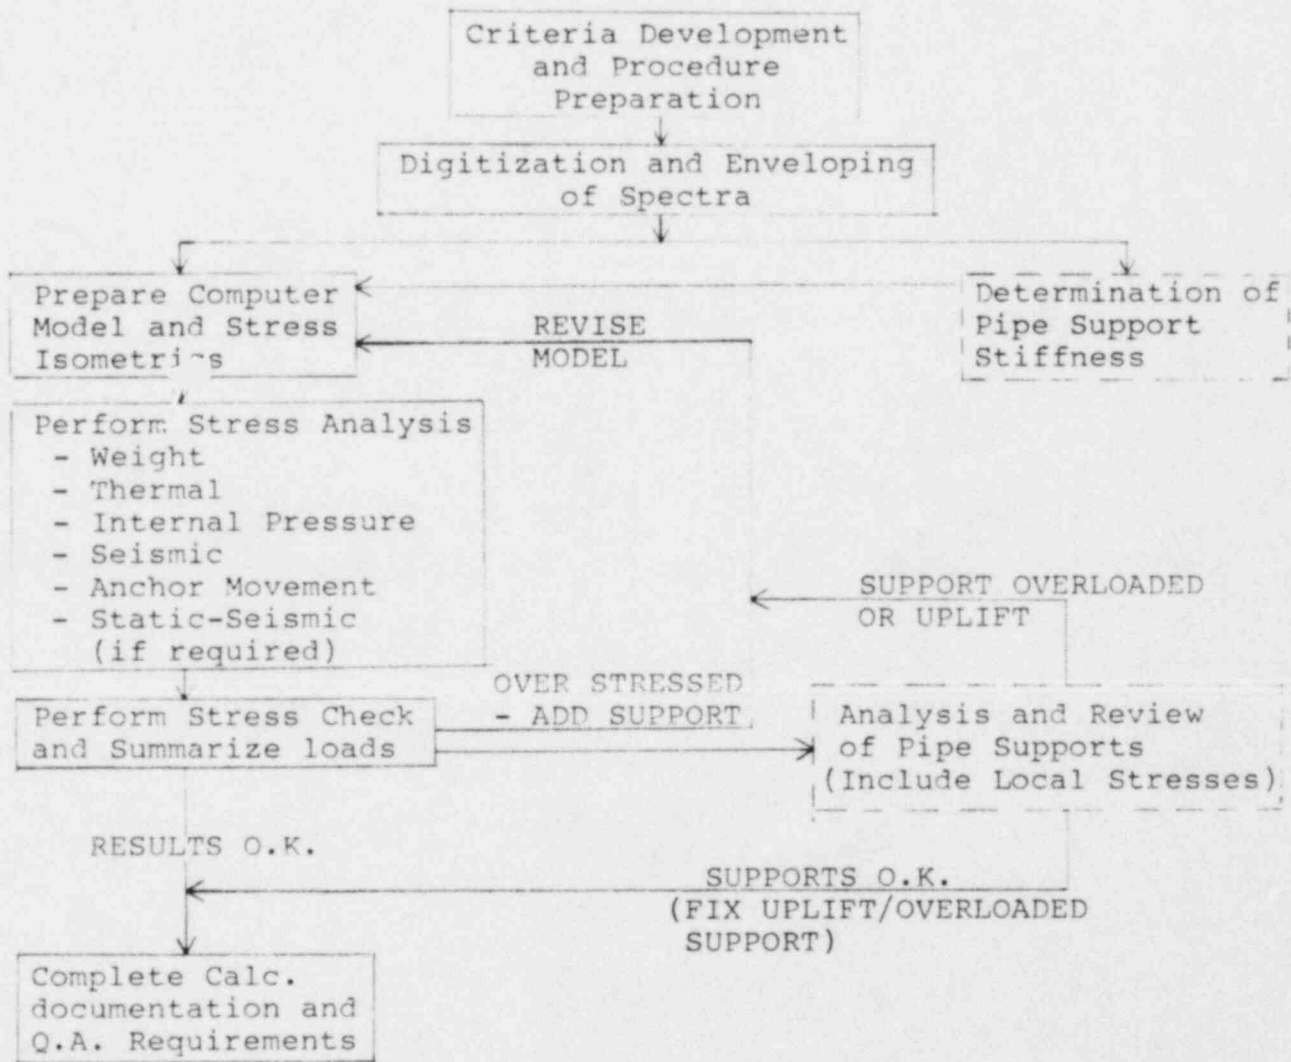 Criteria Development
and Procedure
Preparation
Digitization and Enveloping
of Spectra
Prepare Computer
Model and Stress
Isometrics
REVISE
MODEL
Determination of
Pipe Support
Stiffness
Perform Stress Analysis
- Weight
- Thermal
- Internal Pressure
- Seismic
- Anchor Movement
- Static-Seismic
(if required)
SUPPORT OVERLOADED
OR UPLIFT
OVER STRESSED
- ADD SUPPORT
Perform Stress Check
and Summarize loads
Analysis and Review
of Pipe Supports
(Include Local Stresses)
RESULTS O.K.
SUPPORTS O.K.
(FIX UPLIFT/OVERLOADED
SUPPORT)
Complete Calc.
documentation and
Q.A. Requirements